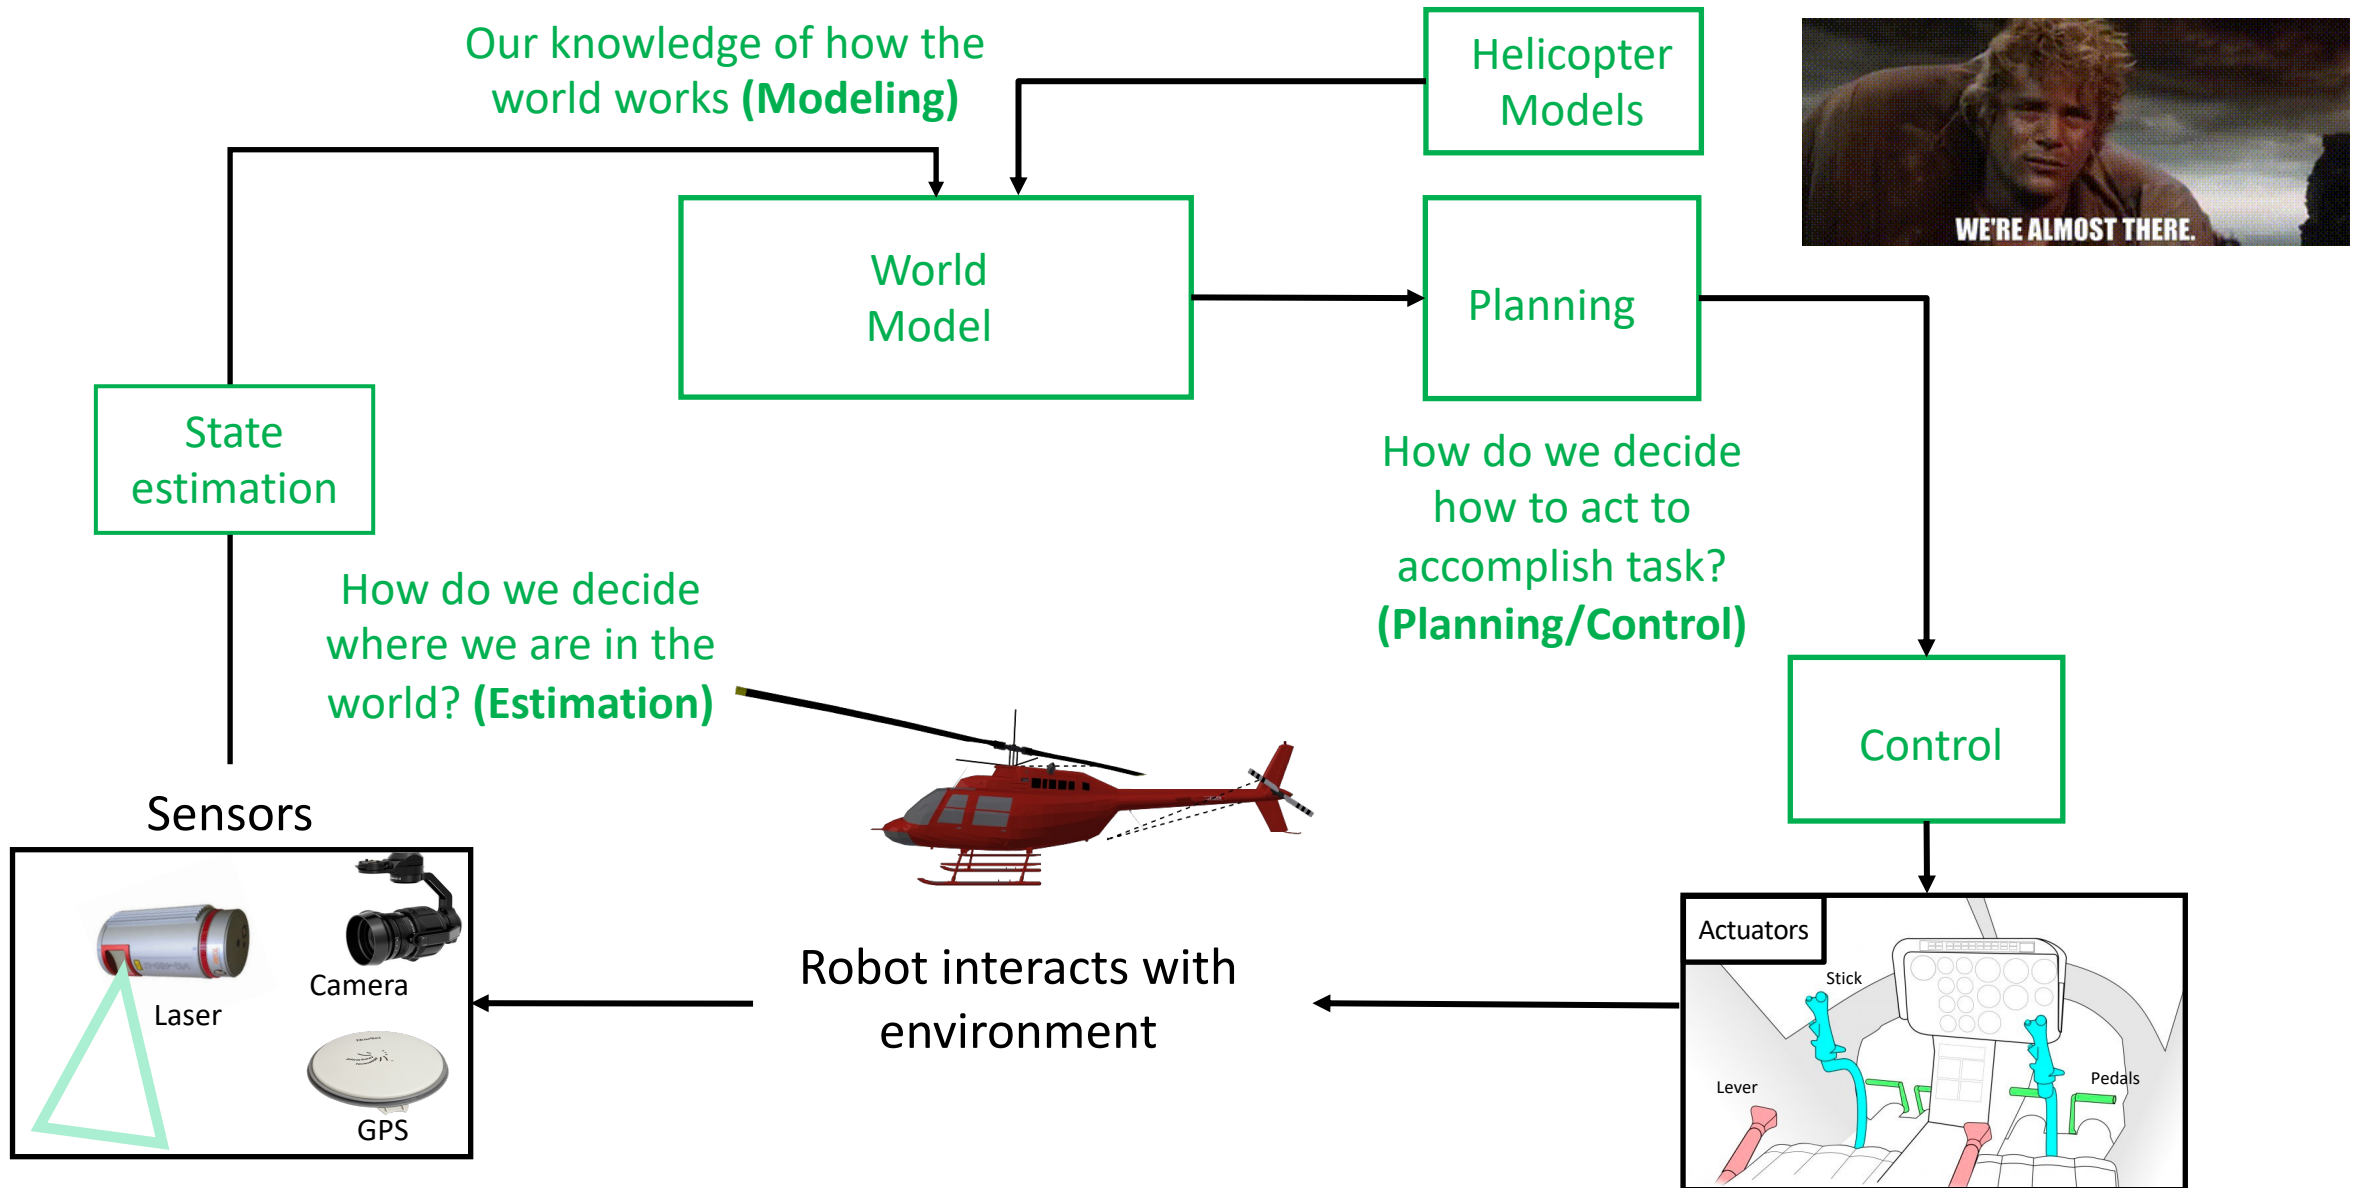 Our knowledge of how the
world works (Modeling)
Helicopter
Models
WE'RE ALMOST THERE.
World
Model
Planning
State
estimation
How do we decide
how to act to
accomplish task?
(Planning/Control)
How do we decide
where we are in the
world? (Estimation)
Control
Sensors
Camera
Laser
GPS
Robot interacts with
environment
Actuators
Stick
Lever
Pedals